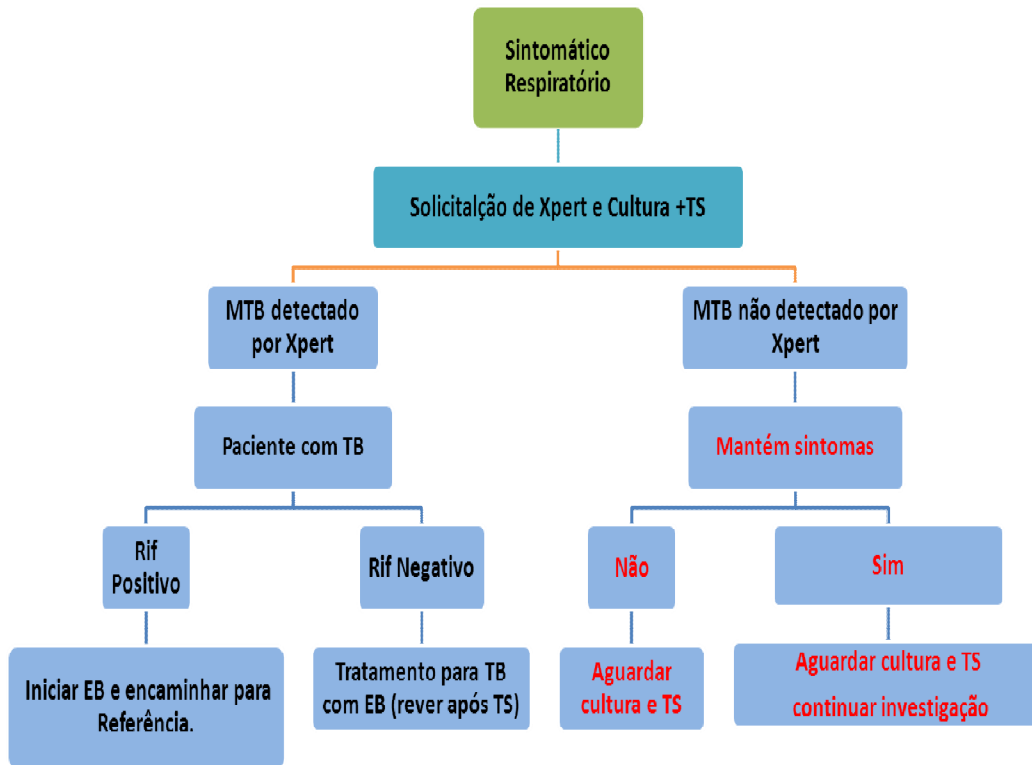 Sintomático
Respiratório
Solicitalção de Xpert e Cultura +TS
MTB detectado
por Xpert
MTB não detectado por
Xpert
Paciente com TB
Mantém sintomas
Rif
Positivo
Rif Negativo
Não
Sim
Iniciar EB e encaminhar para
Referência.
Tratamento para TB
com EB (rever após TS)
Aguardar
cultura e TS
Aguardar cultura e TS
continuar investigação